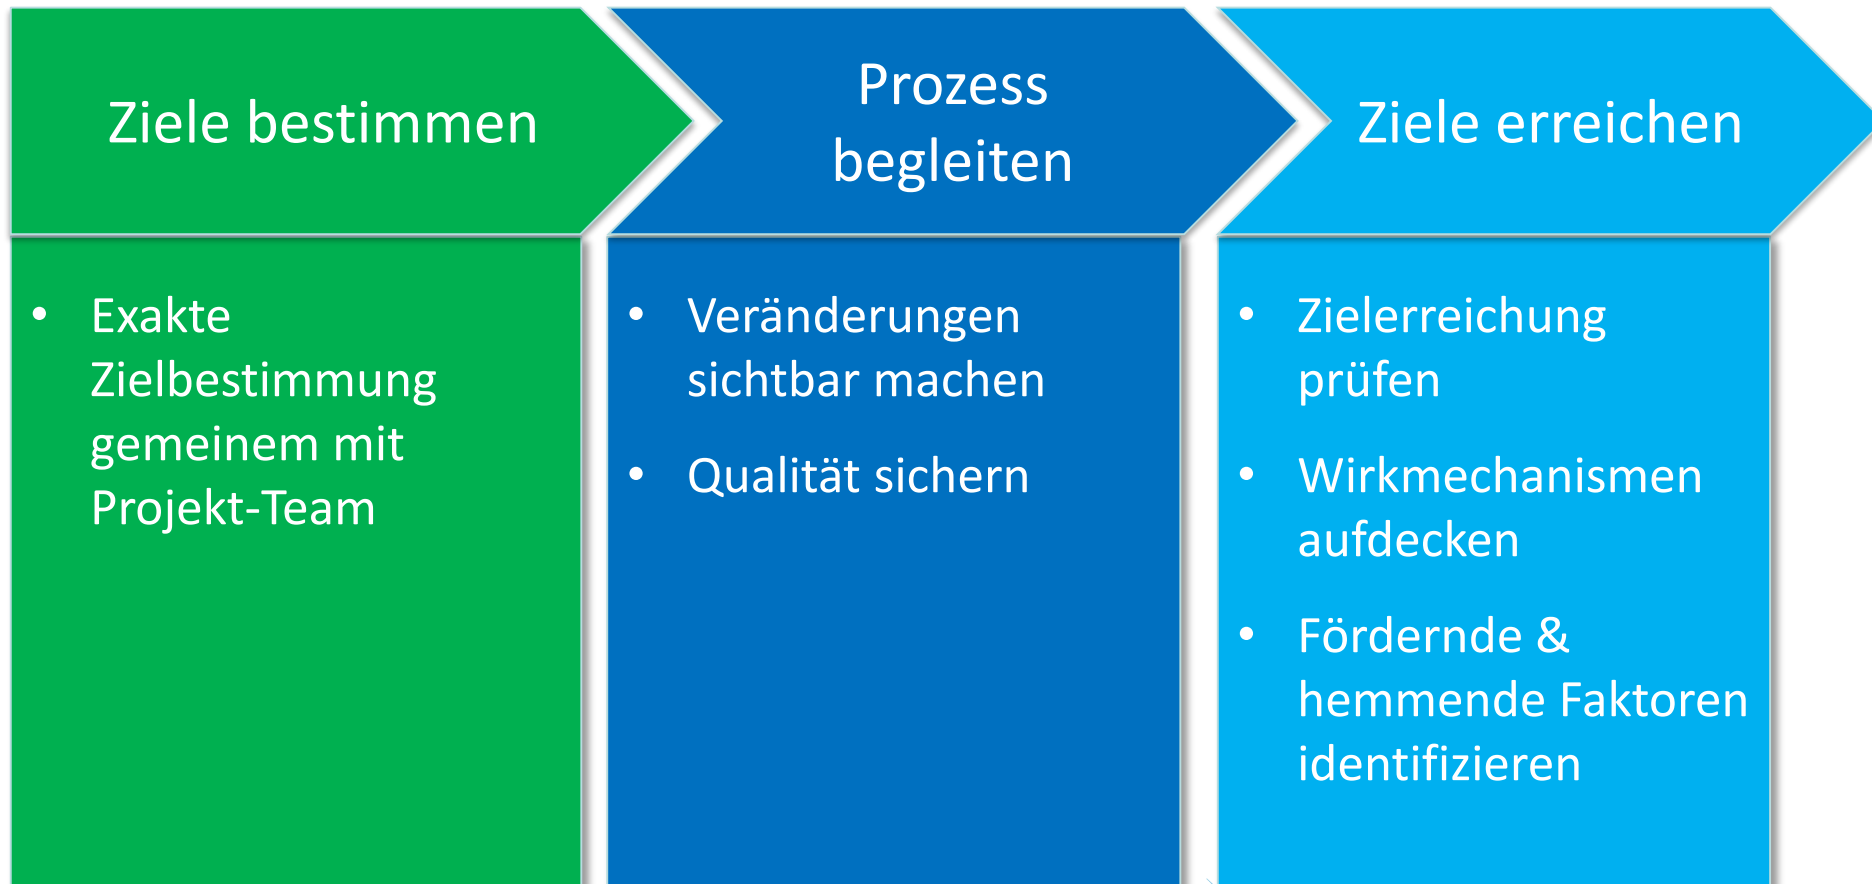 Ziele bestimmen
• Exakte
Zielbestimmung
gemeinem mit
Projekt-Team
Prozess
begleiten
• Veränderungen
sichtbar machen
• Qualität sichern
Ziele erreichen
• Zielerreichung
prüfen
• Wirkmechanismen
aufdecken
• Fördernde &
hemmende Faktoren
identifizieren